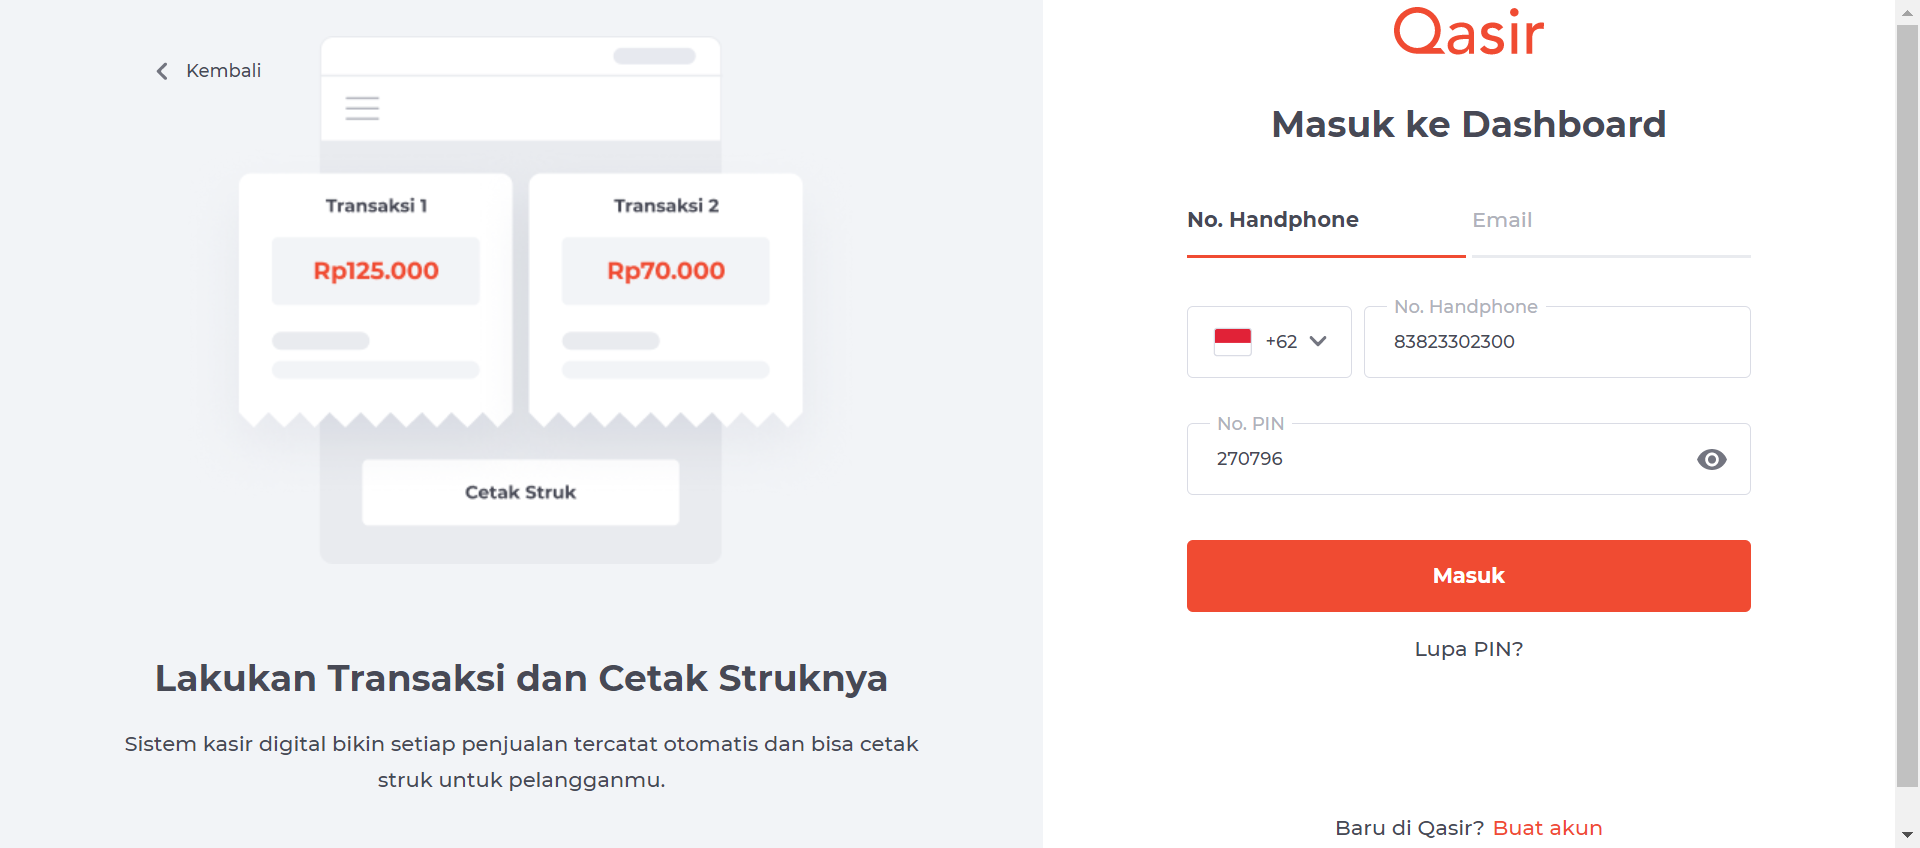 Kembali
Transaksi 1
Rp125.000
Transaksi 2
Rp70.000
Cetak Struk
Lakukan Transaksi dan Cetak Struknya
Sistem kasir digital bikin setiap penjualan tercatat otomatis dan bisa cetak
struk untuk pelangganmu.
Qasir
Masuk ke Dashboard
No. Handphone
Email
+62
No. Handphone
83823302300
No. PIN
270796
Masuk
Lupa PIN?
Baru di Qasir? Buat akun